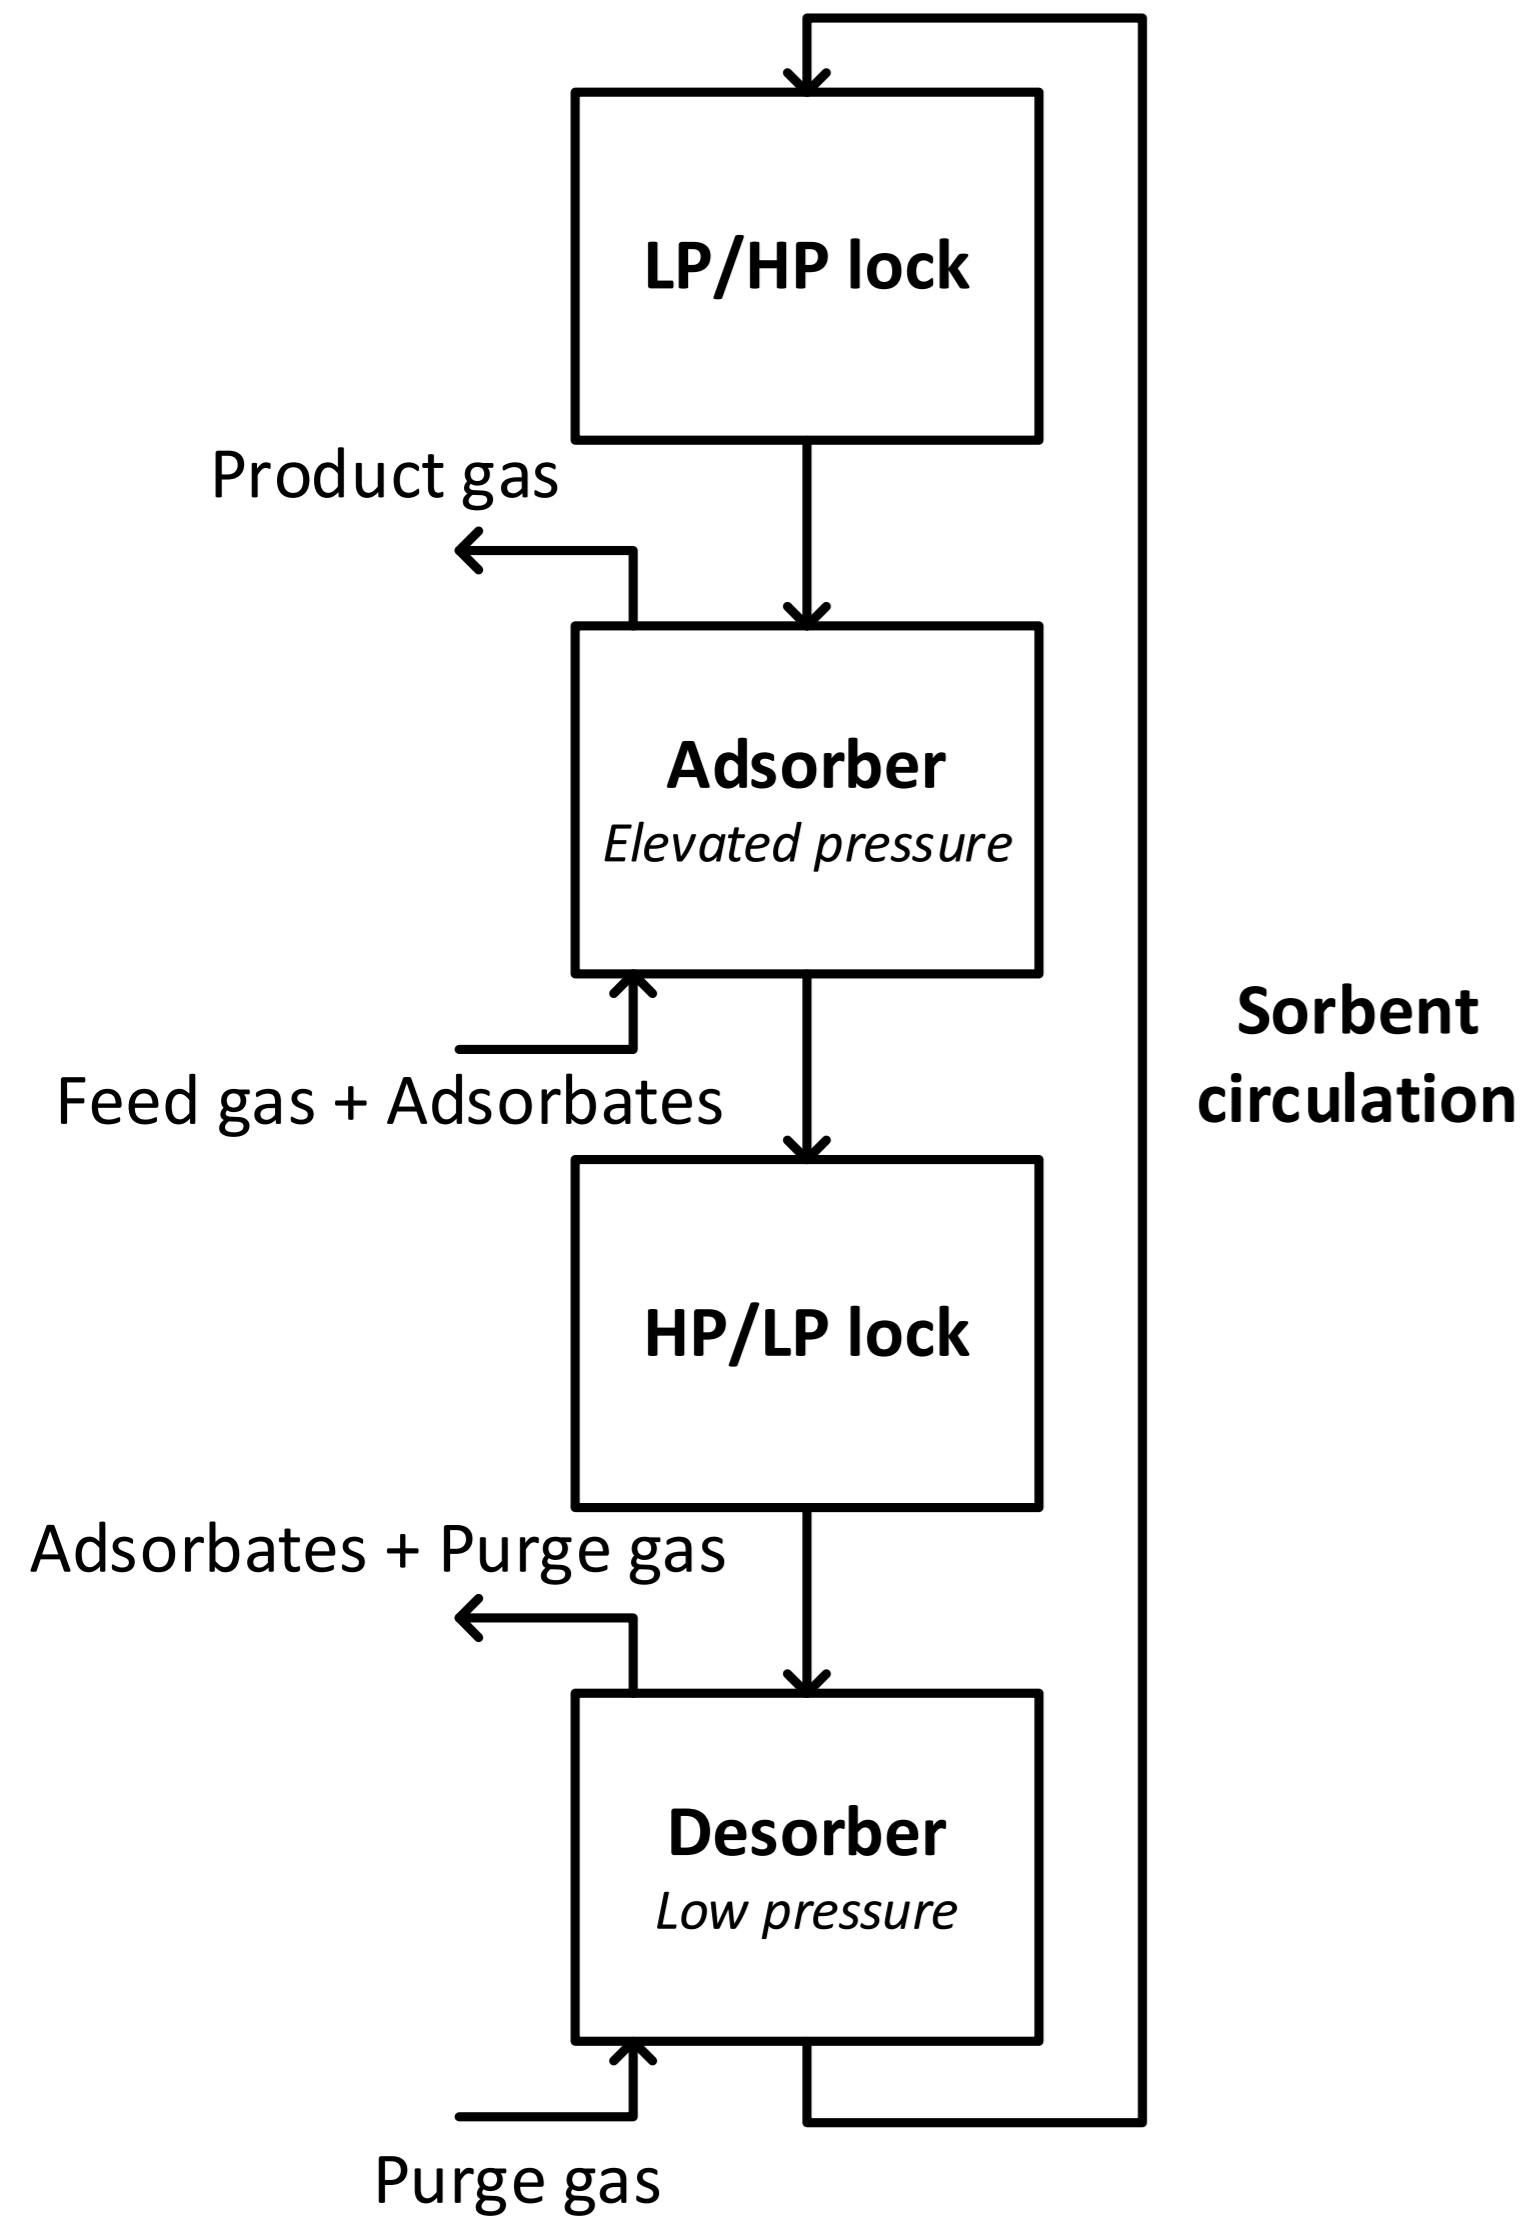 LP/HP lock
Product gas
Adsorber
Elevated pressure
Feed gas + Adsorbates
Sorbent
circulation
HP/LP lock
Adsorbates + Purge gas
Desorber
Low pressure
Purge gas